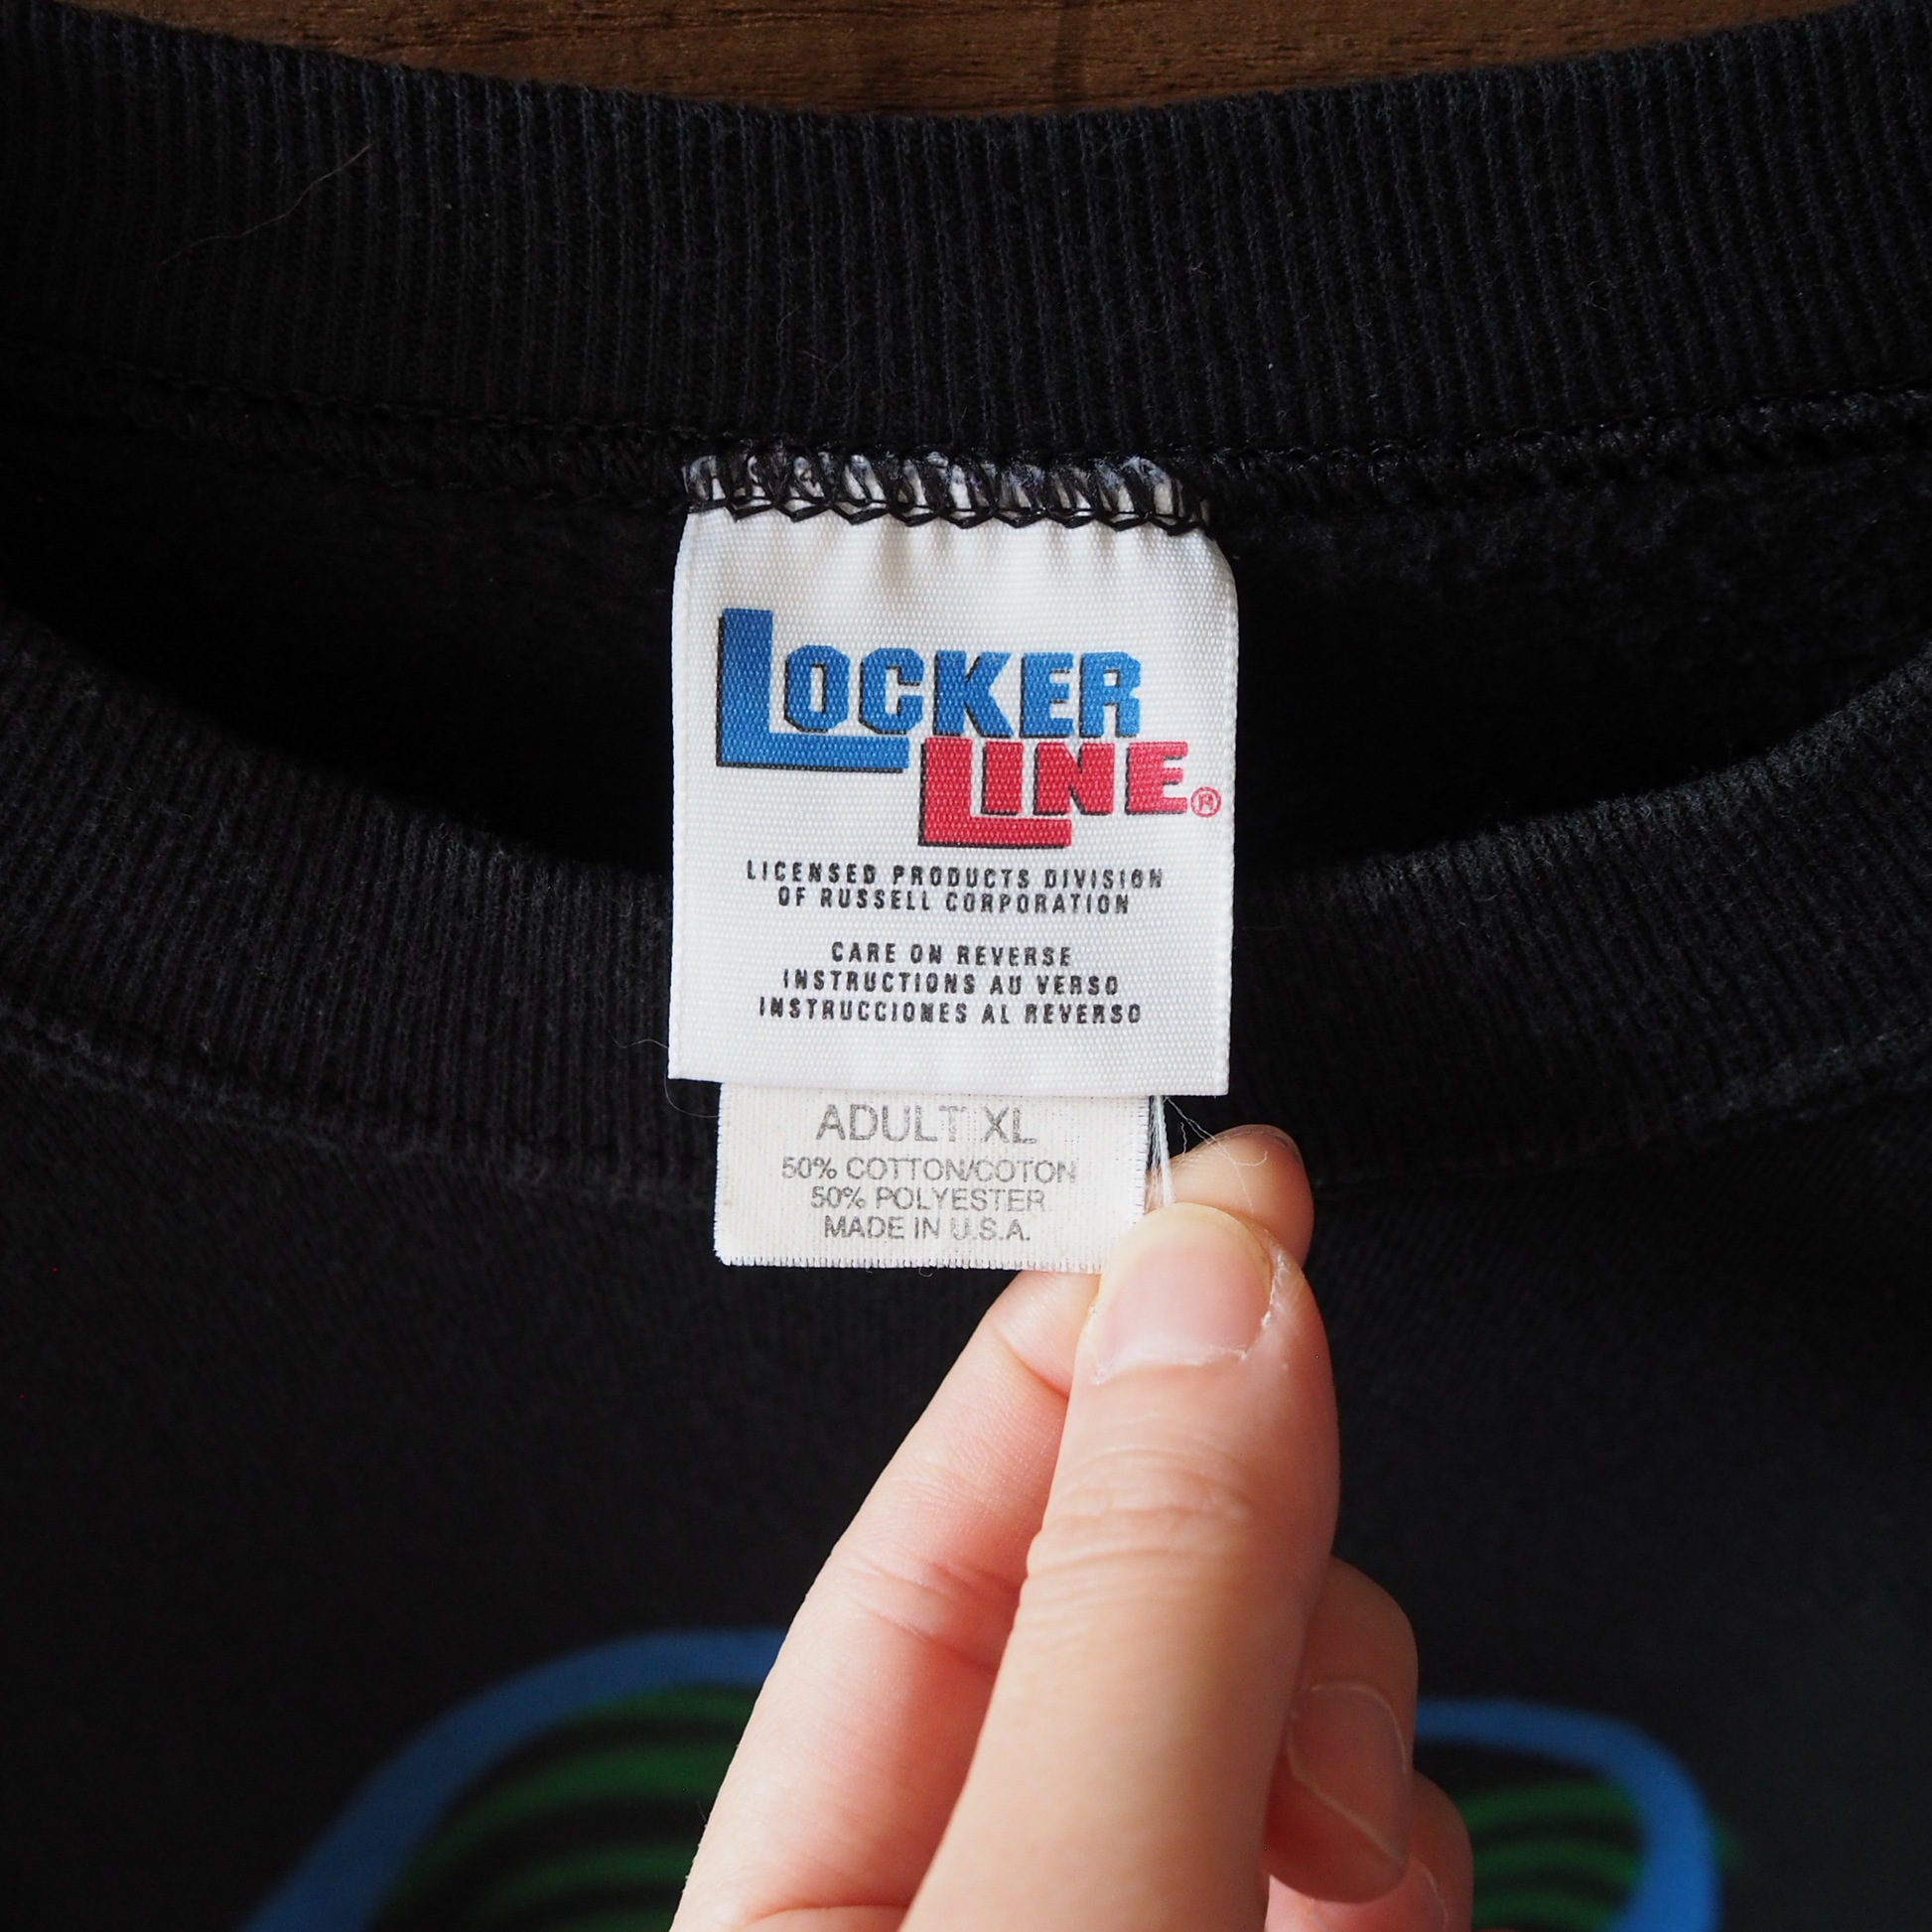 LOCKER
LINE®
LICENSED PRODUCTS DIVISION
OF RUSSELL CORPORATION
CARE ON REVERSE
INSTRUCTIONS AU VERSO
INSTRUCCIONES AL REVERSO
ADULT XL
50% COTTON/COTON
50% POLYESTER
MADE IN U.S.A.